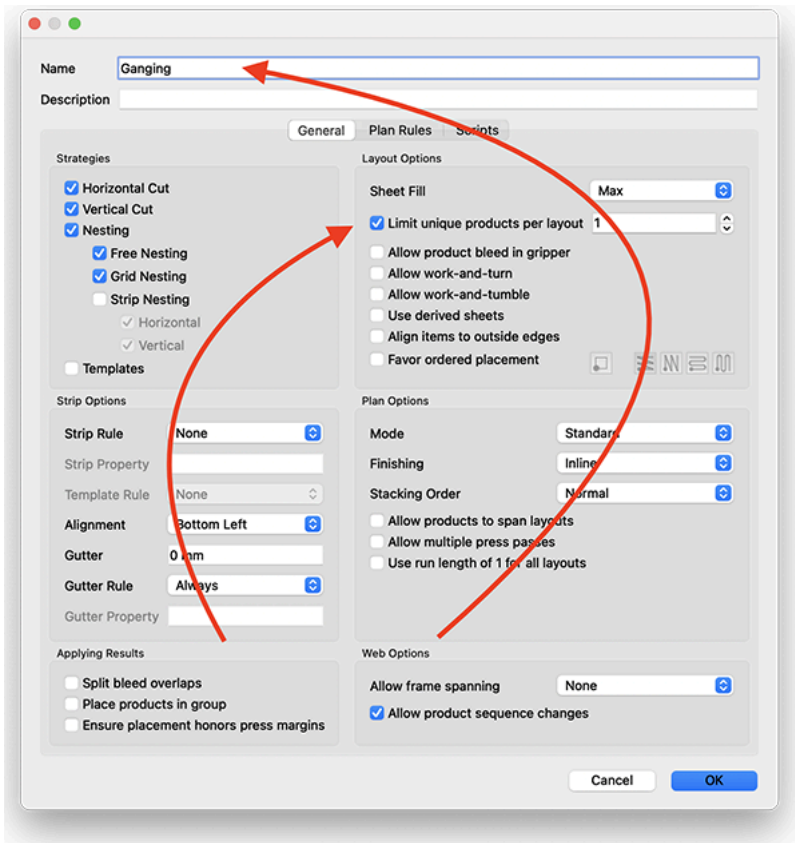 Name Ganging
Description
General Plan Rules Scripts
Strategies
Horizontal Cut
Vertical Cut
Nesting
Free Nesting
Grid Nesting
Strip Nesting
Horizontal
Vertical
Templates
Layout Options
Sheet Fill Max
Limit unique products per layout 1
Allow product bleed in gripper
Allow work-and-turn
Allow work-and-tumble
Use derived sheets
Align items to outside edges
Favor ordered placement
Strip Options
Strip Rule None
Strip Property
Template Rule None
Alignment Bottom Left
Gutter 0 mm
Gutter Rule Always
Gutter Property
Plan Options
Mode Standard
Finishing Inline
Stacking Order Normal
Allow products to span layouts
Allow multiple press passes
Use run length of 1 for all layouts
Applying Results
Split bleed overlaps
Place products in group
Ensure placement honors press margins
Web Options
Allow frame spanning None
Allow product sequence changes
Cancel OK